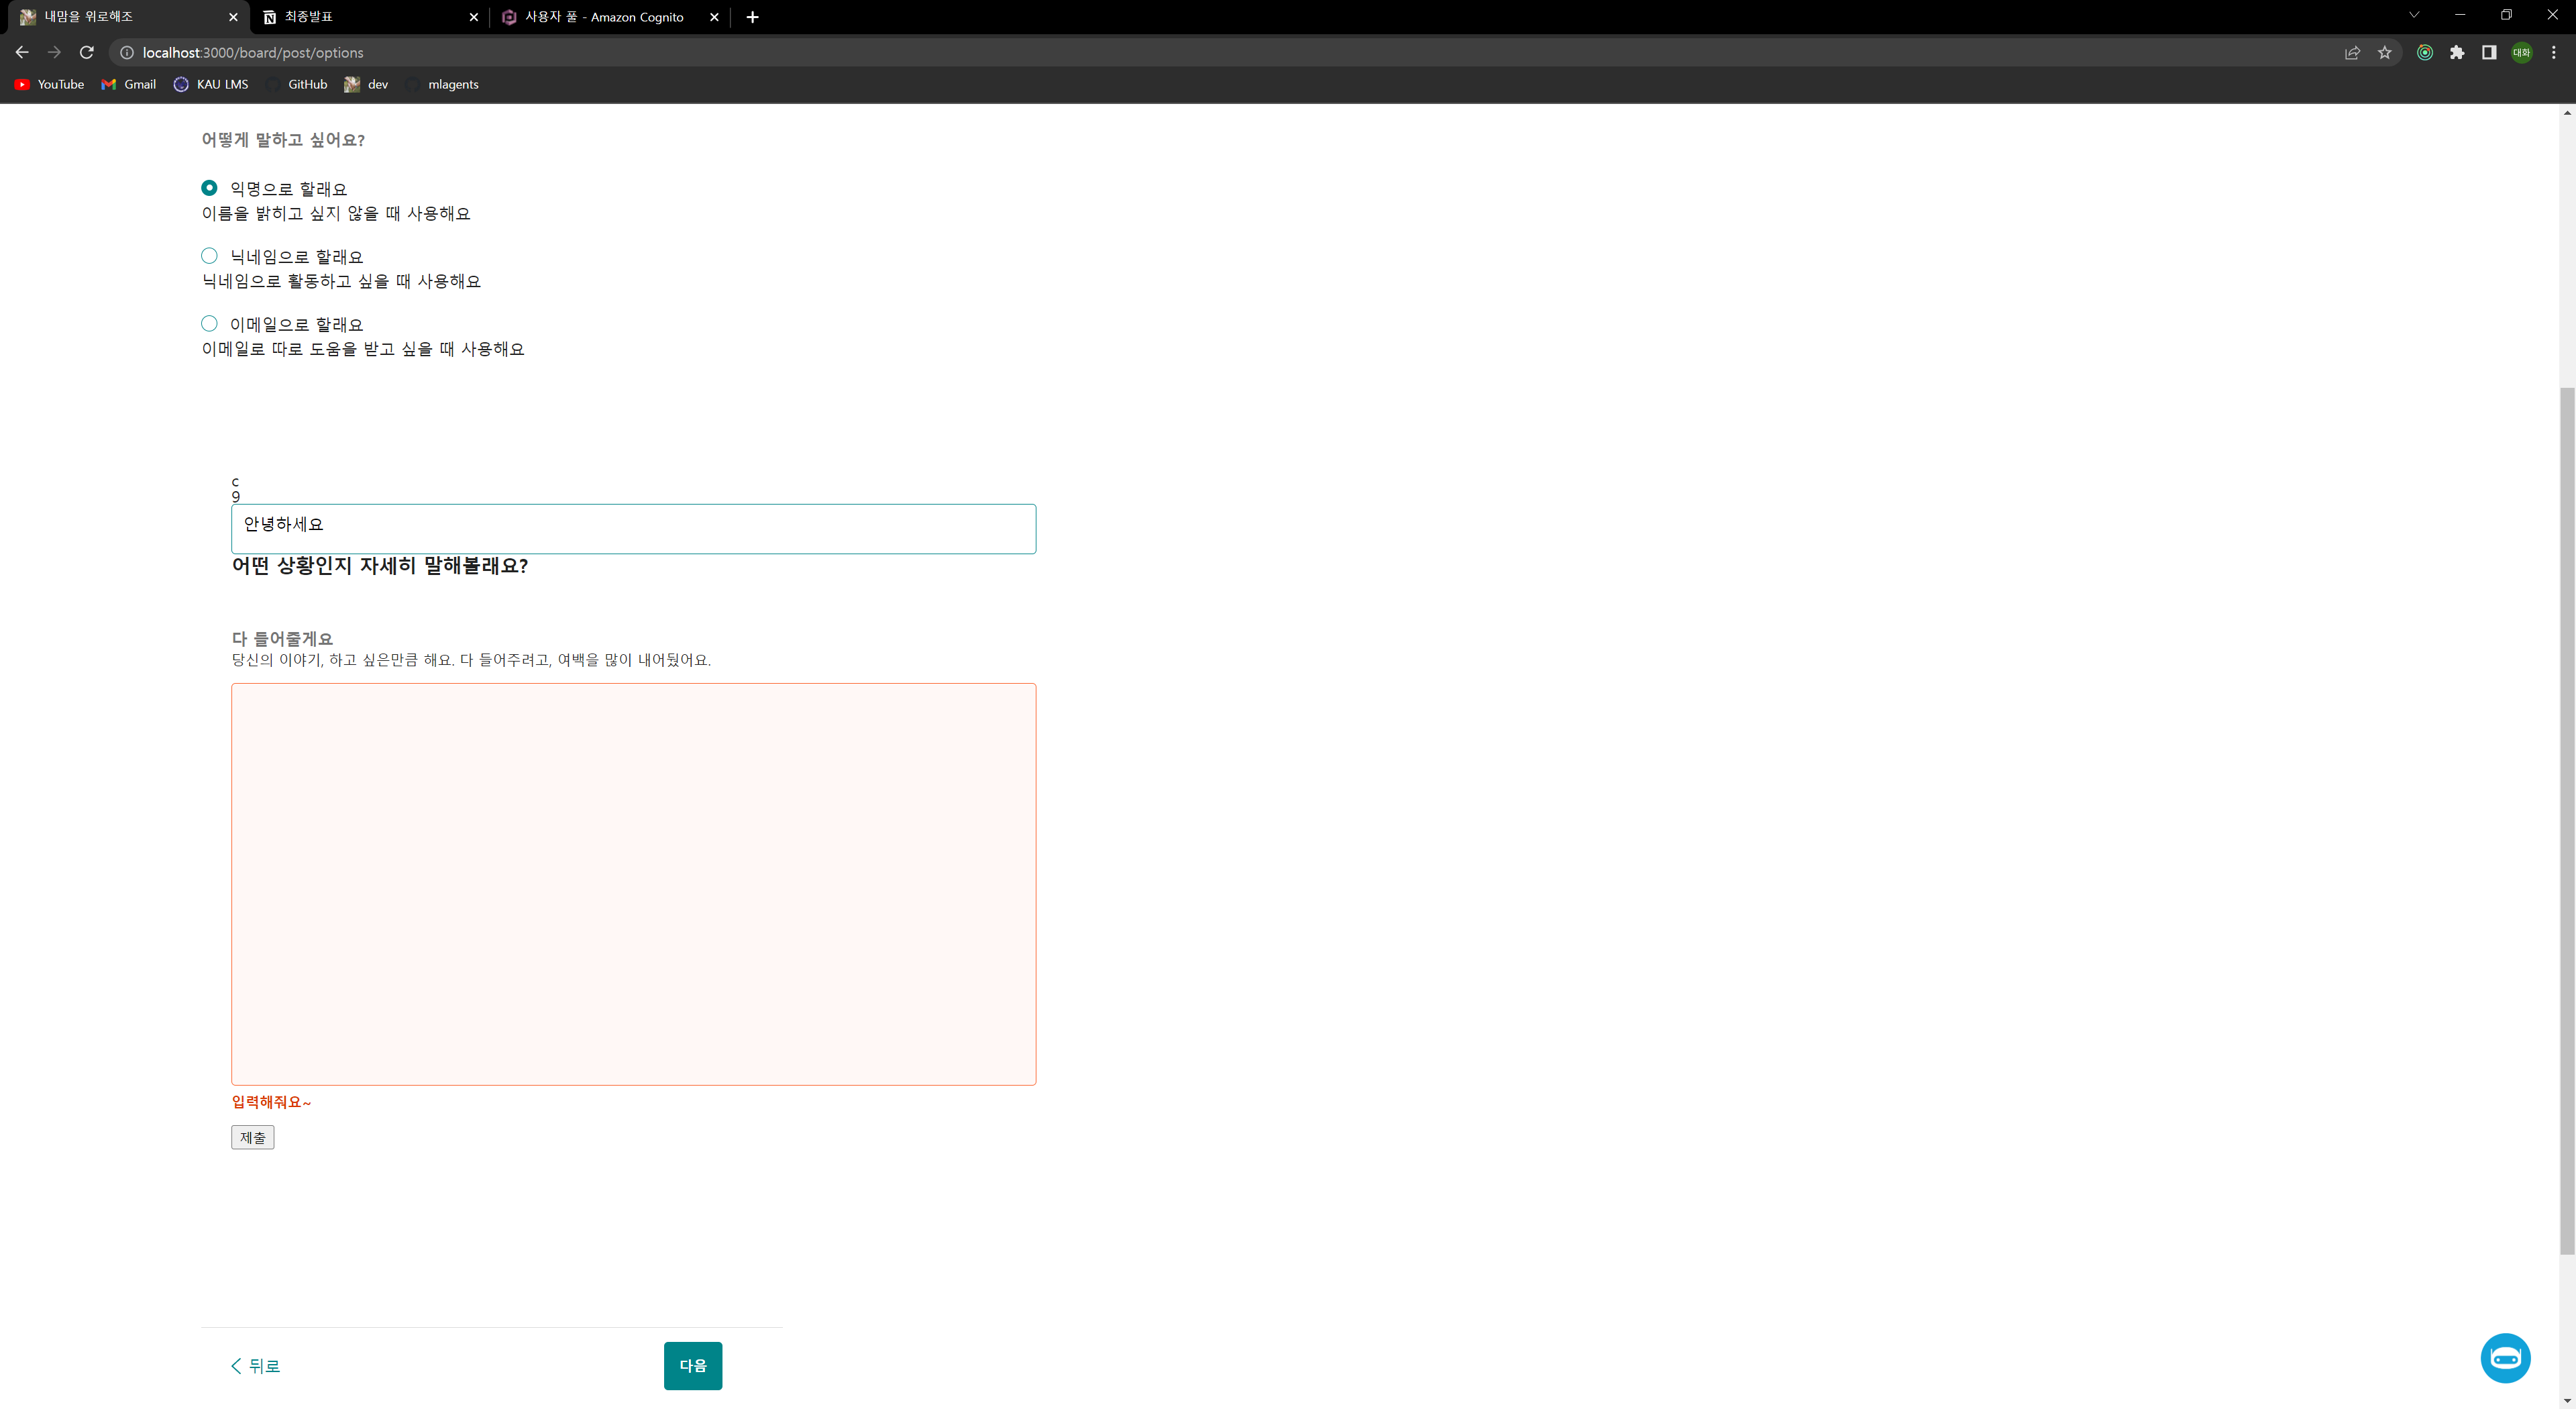 내맘을 위로해조
최종발표
사용자 풀 - Amazon Cognito
localhost:3000/board/post/options
대화
YouTube
Gmail
KAU LMS
GitHub
dev
mlagents
어떻게 말하고 싶어요?
익명으로 할래요
이름을 밝히고 싶지 않을 때 사용해요
닉네임으로 할래요
닉네임으로 활동하고 싶을 때 사용해요
이메일으로 할래요
이메일로 따로 도움을 받고 싶을 때 사용해요
c
9
안녕하세요
어떤 상황인지 자세히 말해볼래요?
다 들어줄게요
당신의 이야기, 하고 싶은만큼 해요. 다 들어주려고, 여백을 많이 내어뒀어요.
입력해줘요~
제출
뒤로
다음